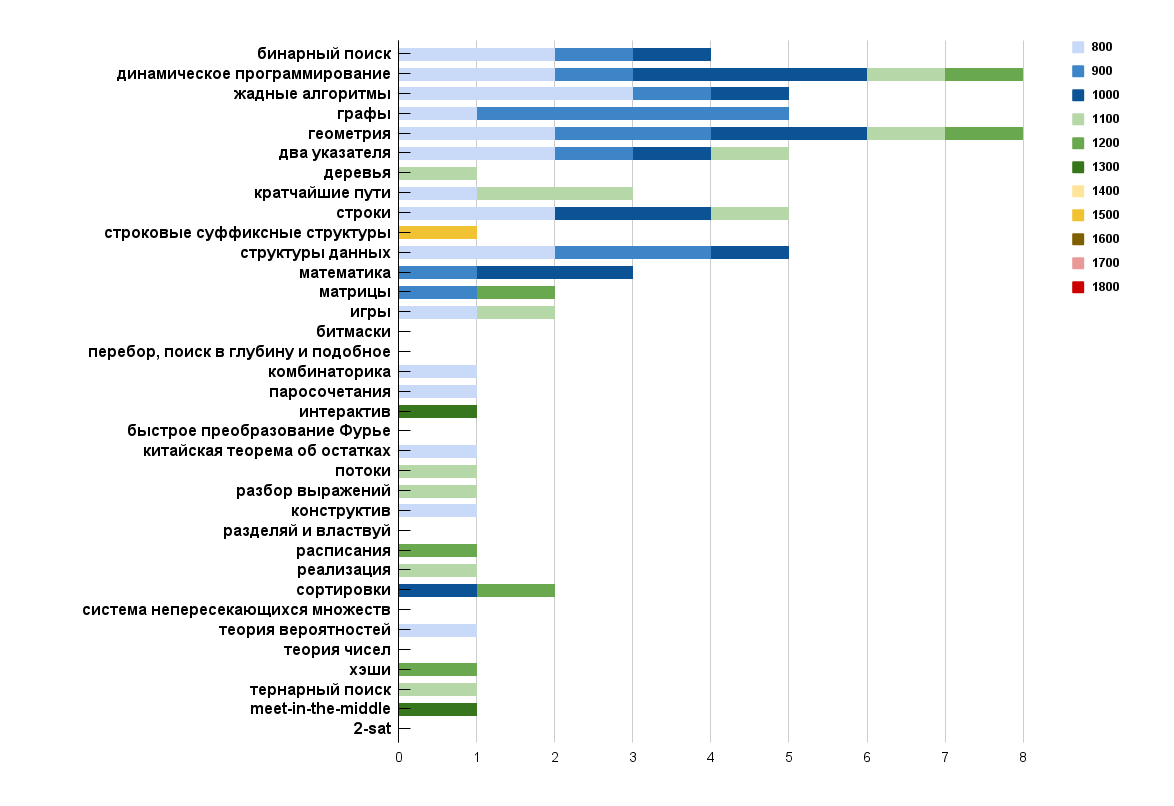 бинарный поиск
динамическое программирование
жадные алгоритмы
графы
геометрия
два указателя
деревья
кратчайшие пути
строки
строковые суффиксные структуры
структуры данных
математика
матрицы
игры
битмаски
перебор, поиск в глубину и подобное
комбинаторика
паросочетания
интерактив
быстрое преобразование Фурье
китайская теорема об остатках
потоки
разбор выражений
конструктив
разделяй и властвуй
расписания
реализация
сортировки
система непересекающихся множеств
теория вероятностей
теория чисел
хэши
тернарный поиск
meet-in-the-middle
2-sat
0 1 2 3 4 5 6 7 8
800
900
1000
1100
1200
1300
1400
1500
1600
1700
1800